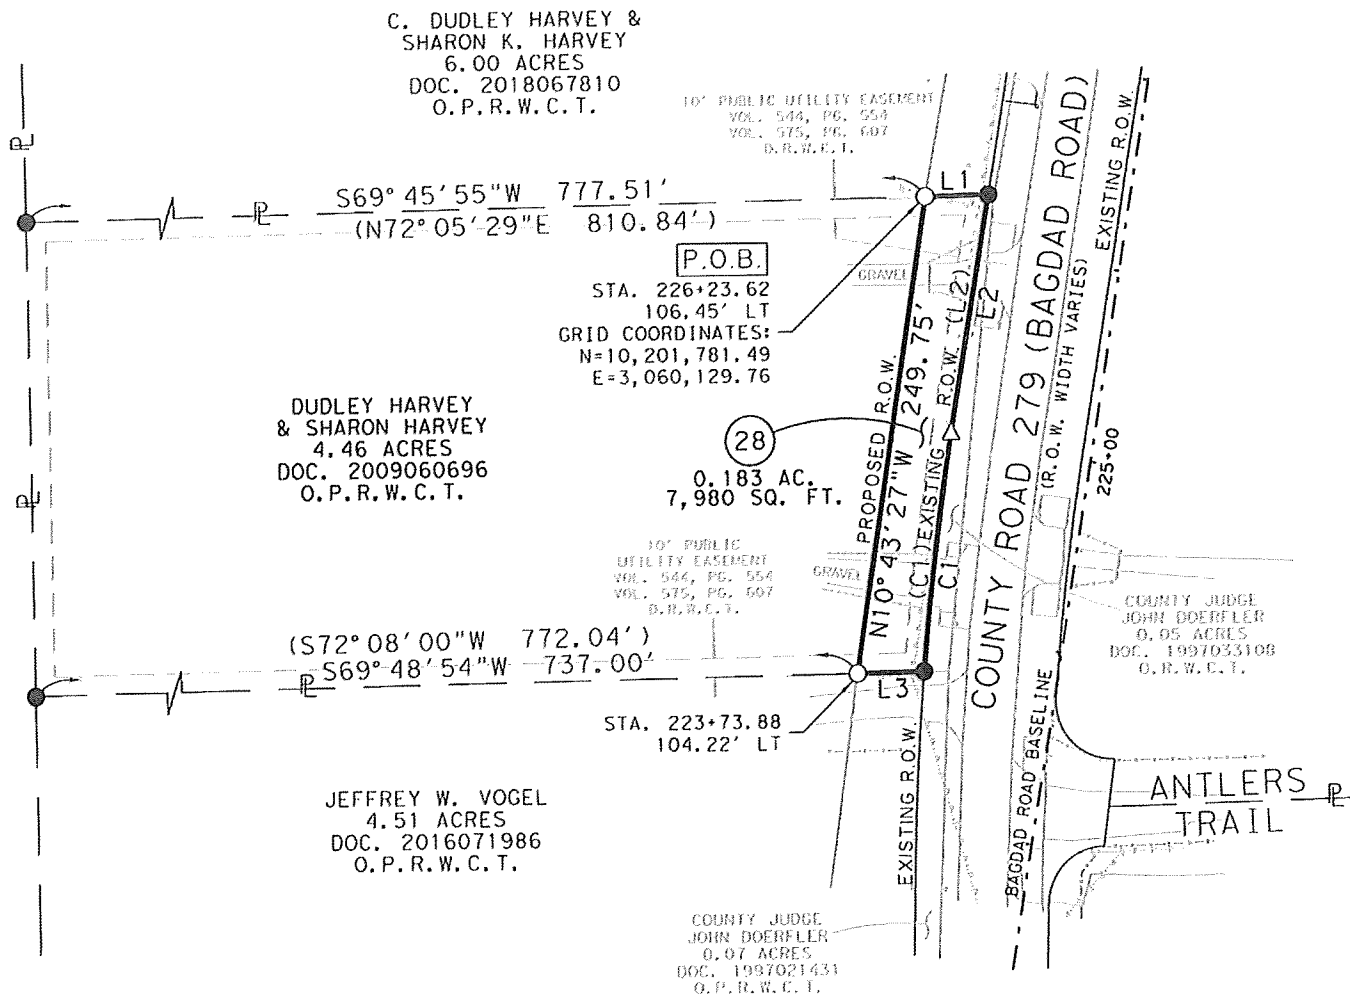 C. DUDLEY HARVEY &
SHARON K. HARVEY
6.00 ACRES
DOC. 2018067810
O.P.R.W.C.T.
10' PUBLIC UTILITY EASEMENT
VOL. 544, PG. 554
VOL. 575, PG. 607
D.R.W.C.T.
PL
S69°45'55"W 777.51'
PL
(N72°05'29"E 810.84')
L1
P.O.B.
STA. 226+23.62
106.45' LT
GRID COORDINATES:
N=10,201,781.49
E=3,060,129.76
GRAVEL
(L2)
L2
EXISTING R.O.W.
COUNTY ROAD 279 (BAGDAD ROAD)
(R.O.W. WIDTH VARIES)
225+00
PROPOSED R.O.W.
N10°43'27"W 249.75'
EXISTING R.O.W.
(C1)
C1
DUDLEY HARVEY
& SHARON HARVEY
4.46 ACRES
DOC. 2009060696
O.P.R.W.C.T.
PL
28
0.183 AC.
7,980 SQ. FT.
10' PUBLIC
UTILITY EASEMENT
VOL. 544, PG. 554
VOL. 575, PG. 607
D.R.W.C.T.
GRAVEL
COUNTY JUDGE
JOHN DOERFLER
0.05 ACRES
DOC. 1997033108
O.R.W.C.T.
(S72°08'00"W 772.04')
S69°48'54"W 737.00'
PL
L3
STA. 223+73.88
104.22' LT
EXISTING R.O.W.
BAGDAD ROAD BASELINE
ANTLERS
TRAIL
PL
JEFFREY W. VOGEL
4.51 ACRES
DOC. 2016071986
O.P.R.W.C.T.
COUNTY JUDGE
JOHN DOERFLER
0.07 ACRES
DOC. 1997021431
O.P.R.W.C.T.